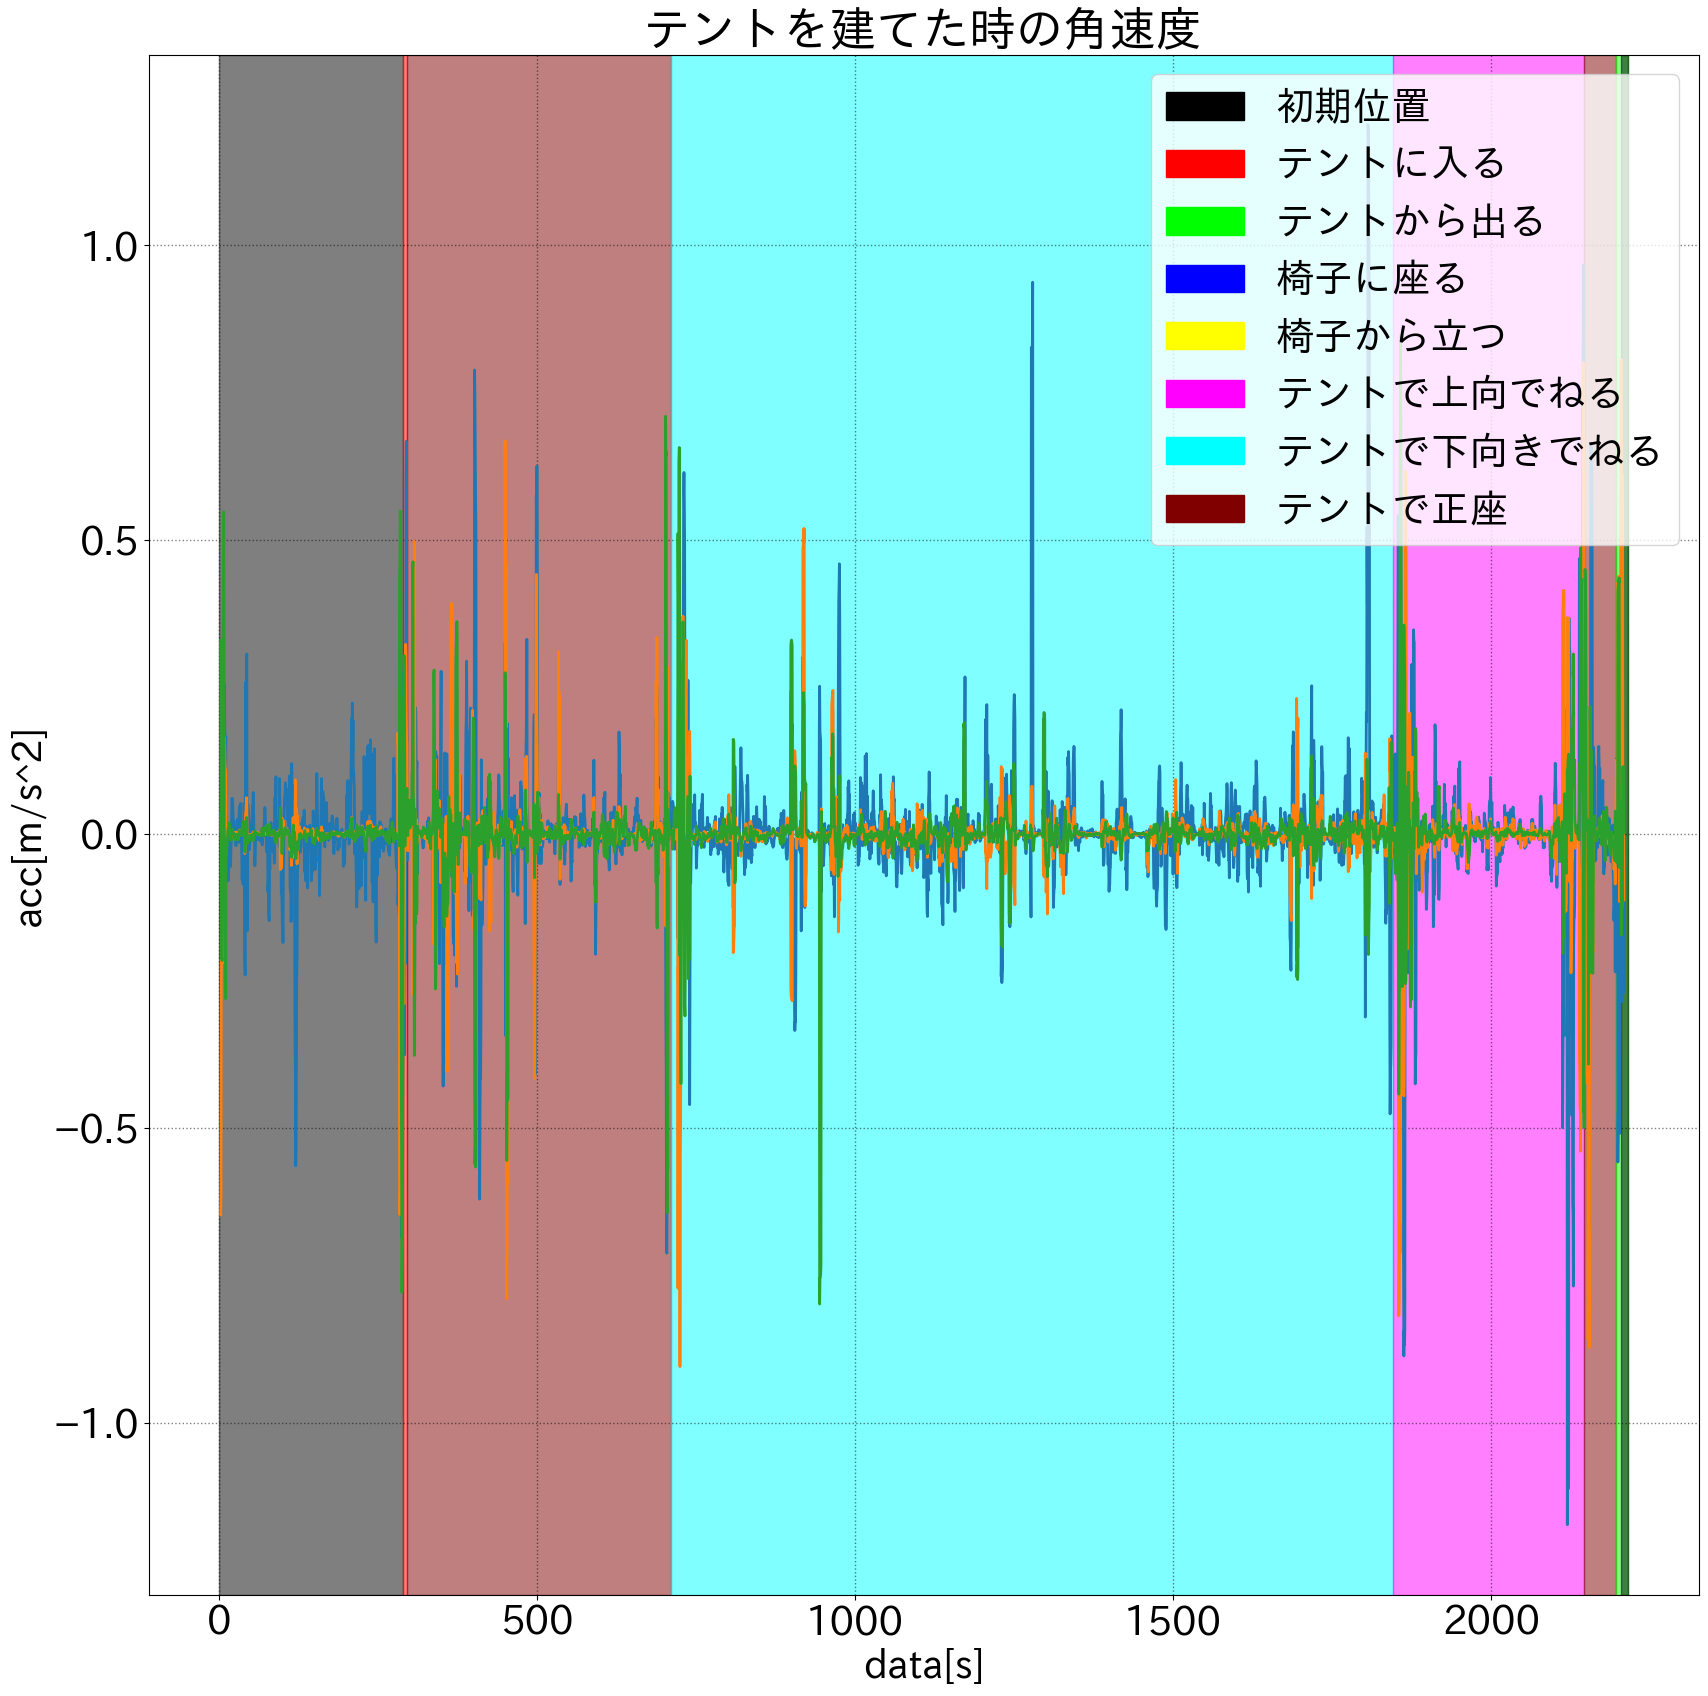 テントを建てた時の角速度
初期位置
テントに入る
テントから出る
椅子に座る
椅子から立つ
テントで上向でねる
テントで下向きでねる
テントで正座
1.0
0.5
0.0
−0.5
−1.0
acc[m/s^2]
0 500 1000 1500 2000
data[s]